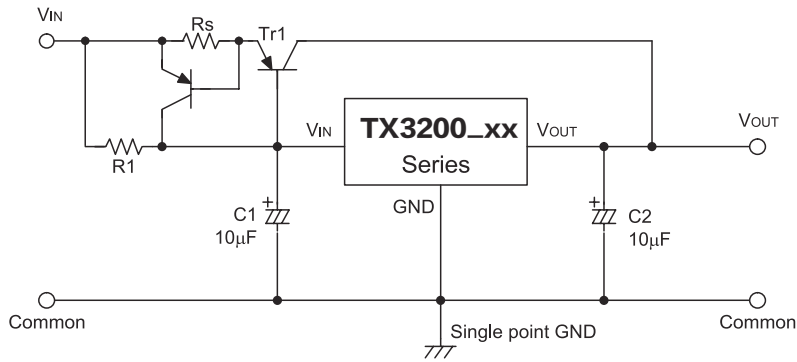 VIN
Rs
Tr1
R1
VIN
TX3200_xx
Series
VOUT
VOUT
GND
C1
10μF
C2
10μF
Common
Single point GND
Common